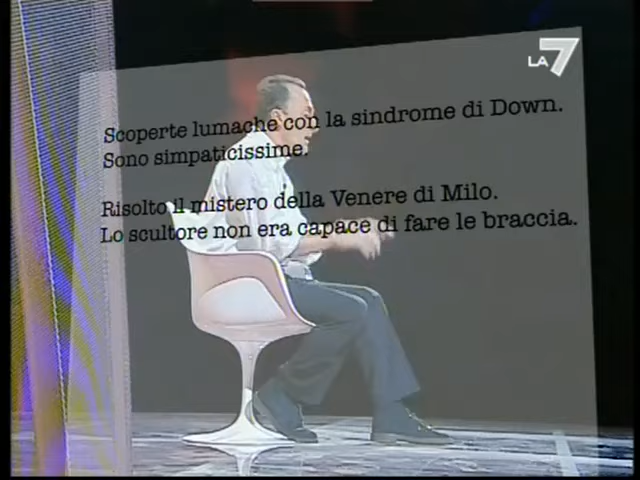 LA7
Scoperte lumache con la sindrome di Down.
Sono simpaticissime.
Risolto il mistero della Venere di Milo.
Lo scultore non era capace di fare le braccia.